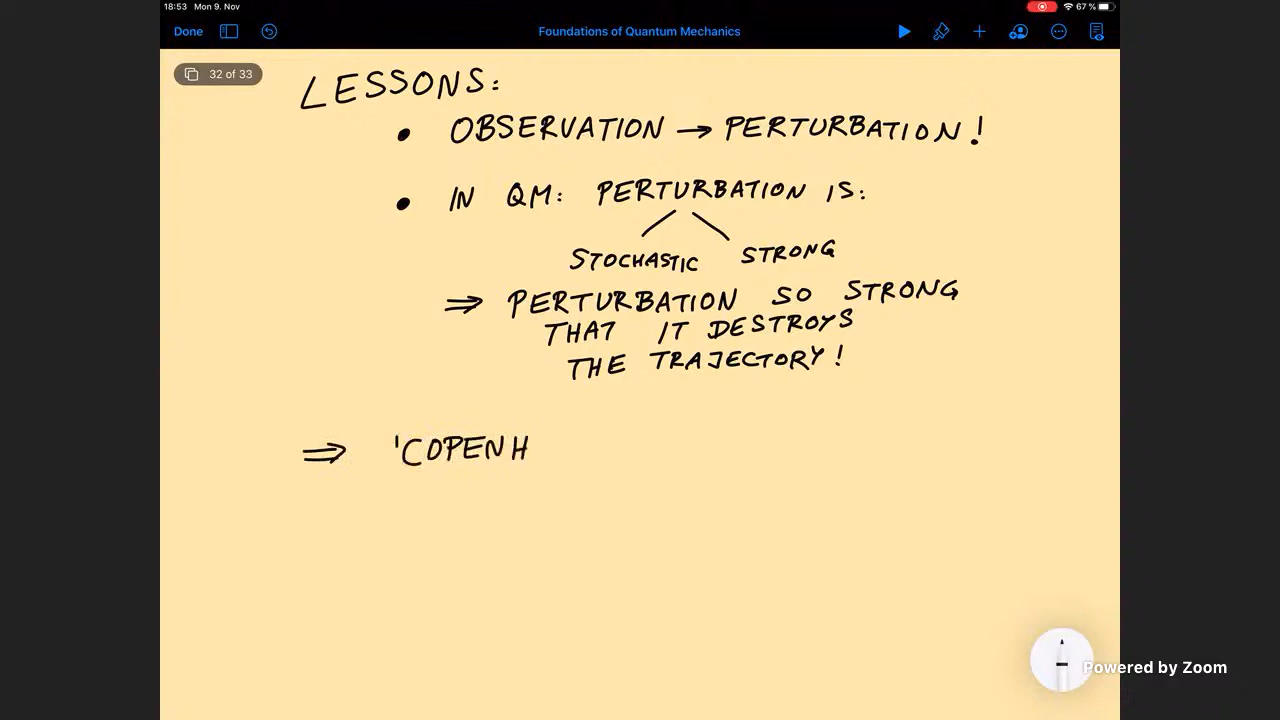 18:53 Mon 9. Nov
67 %
Done
Foundations of Quantum Mechanics
32 of 33
LESSONS:
• OBSERVATION → PERTURBATION!
• IN QM: PERTURBATION IS:
STOCHASTIC STRONG
⇒ PERTURBATION SO STRONG
THAT IT DESTROYS
THE TRAJECTORY!
⇒ 'COPENH
Powered by Zoom